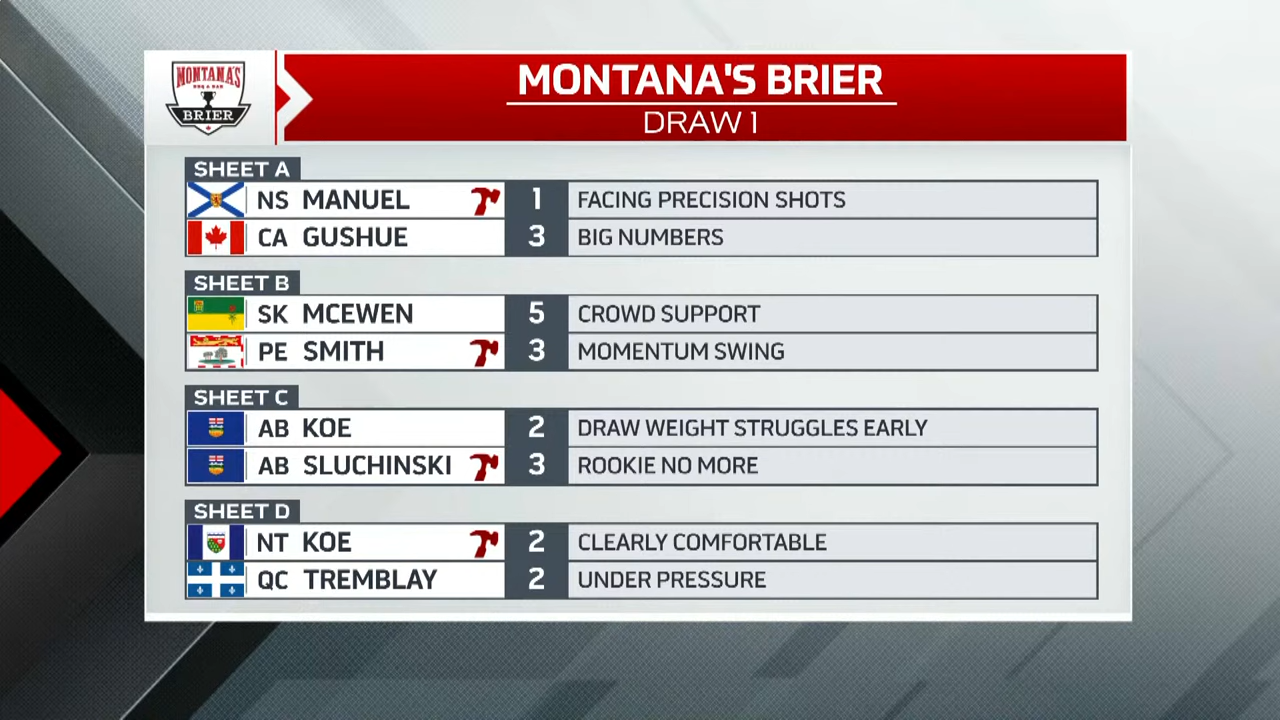 MONTANA'S
BBQ & BAR
BRIER
MONTANA'S BRIER
DRAW 1
SHEET A
NS MANUEL 1 FACING PRECISION SHOTS
CA GUSHUE 3 BIG NUMBERS
SHEET B
SK MCEWEN 5 CROWD SUPPORT
PE SMITH 3 MOMENTUM SWING
SHEET C
AB KOE 2 DRAW WEIGHT STRUGGLES EARLY
AB SLUCHINSKI 3 ROOKIE NO MORE
SHEET D
NT KOE 2 CLEARLY COMFORTABLE
QC TREMBLAY 2 UNDER PRESSURE